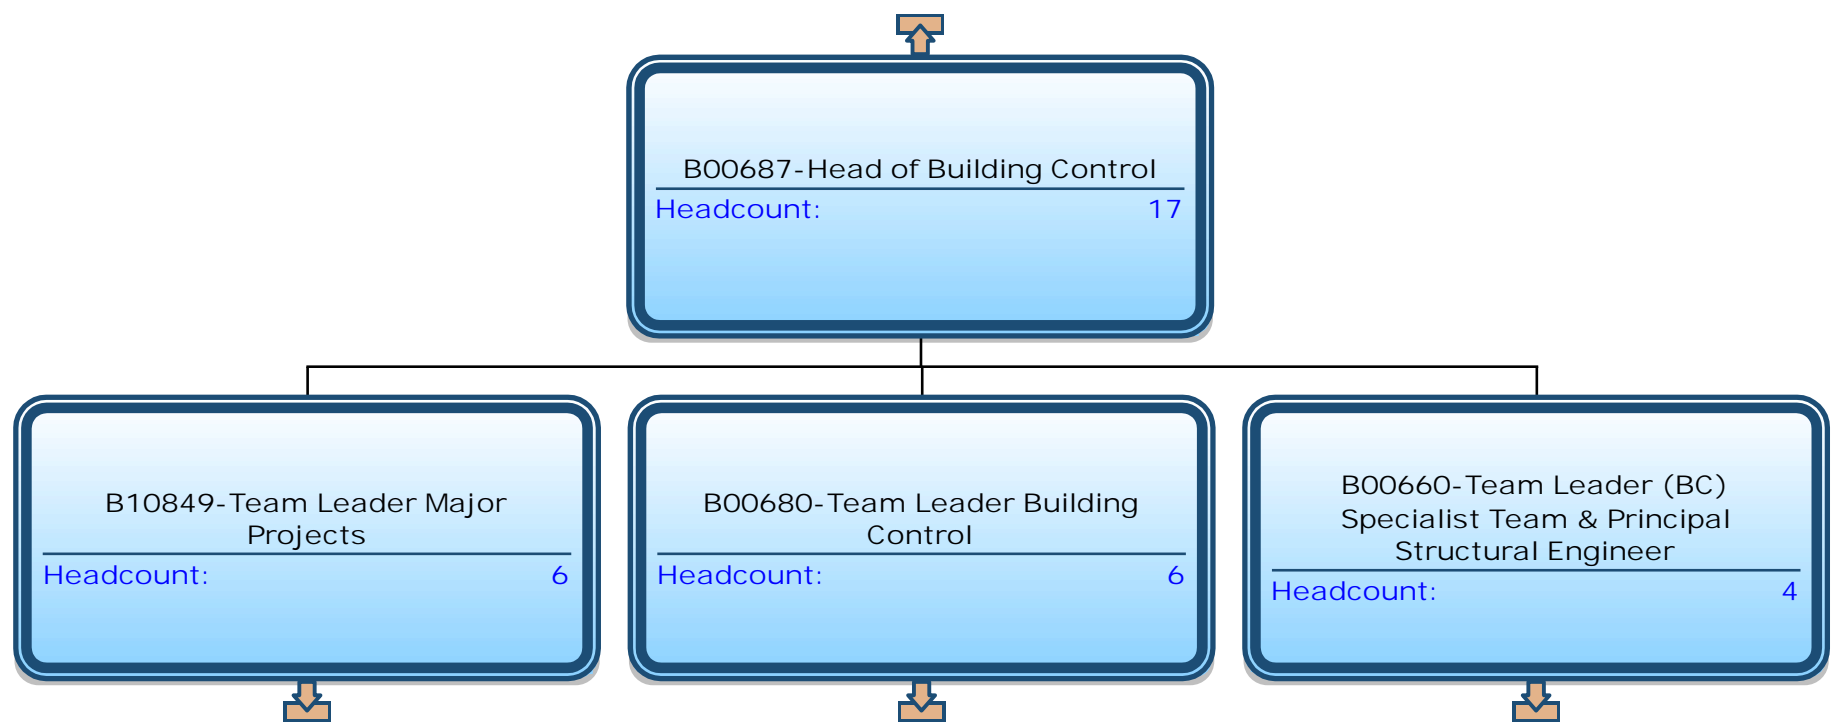 B00687-Head of Building Control
Headcount: 17
B10849-Team Leader Major
Projects
Headcount: 6
B00680-Team Leader Building
Control
Headcount: 6
B00660-Team Leader (BC)
Specialist Team & Principal
Structural Engineer
Headcount: 4